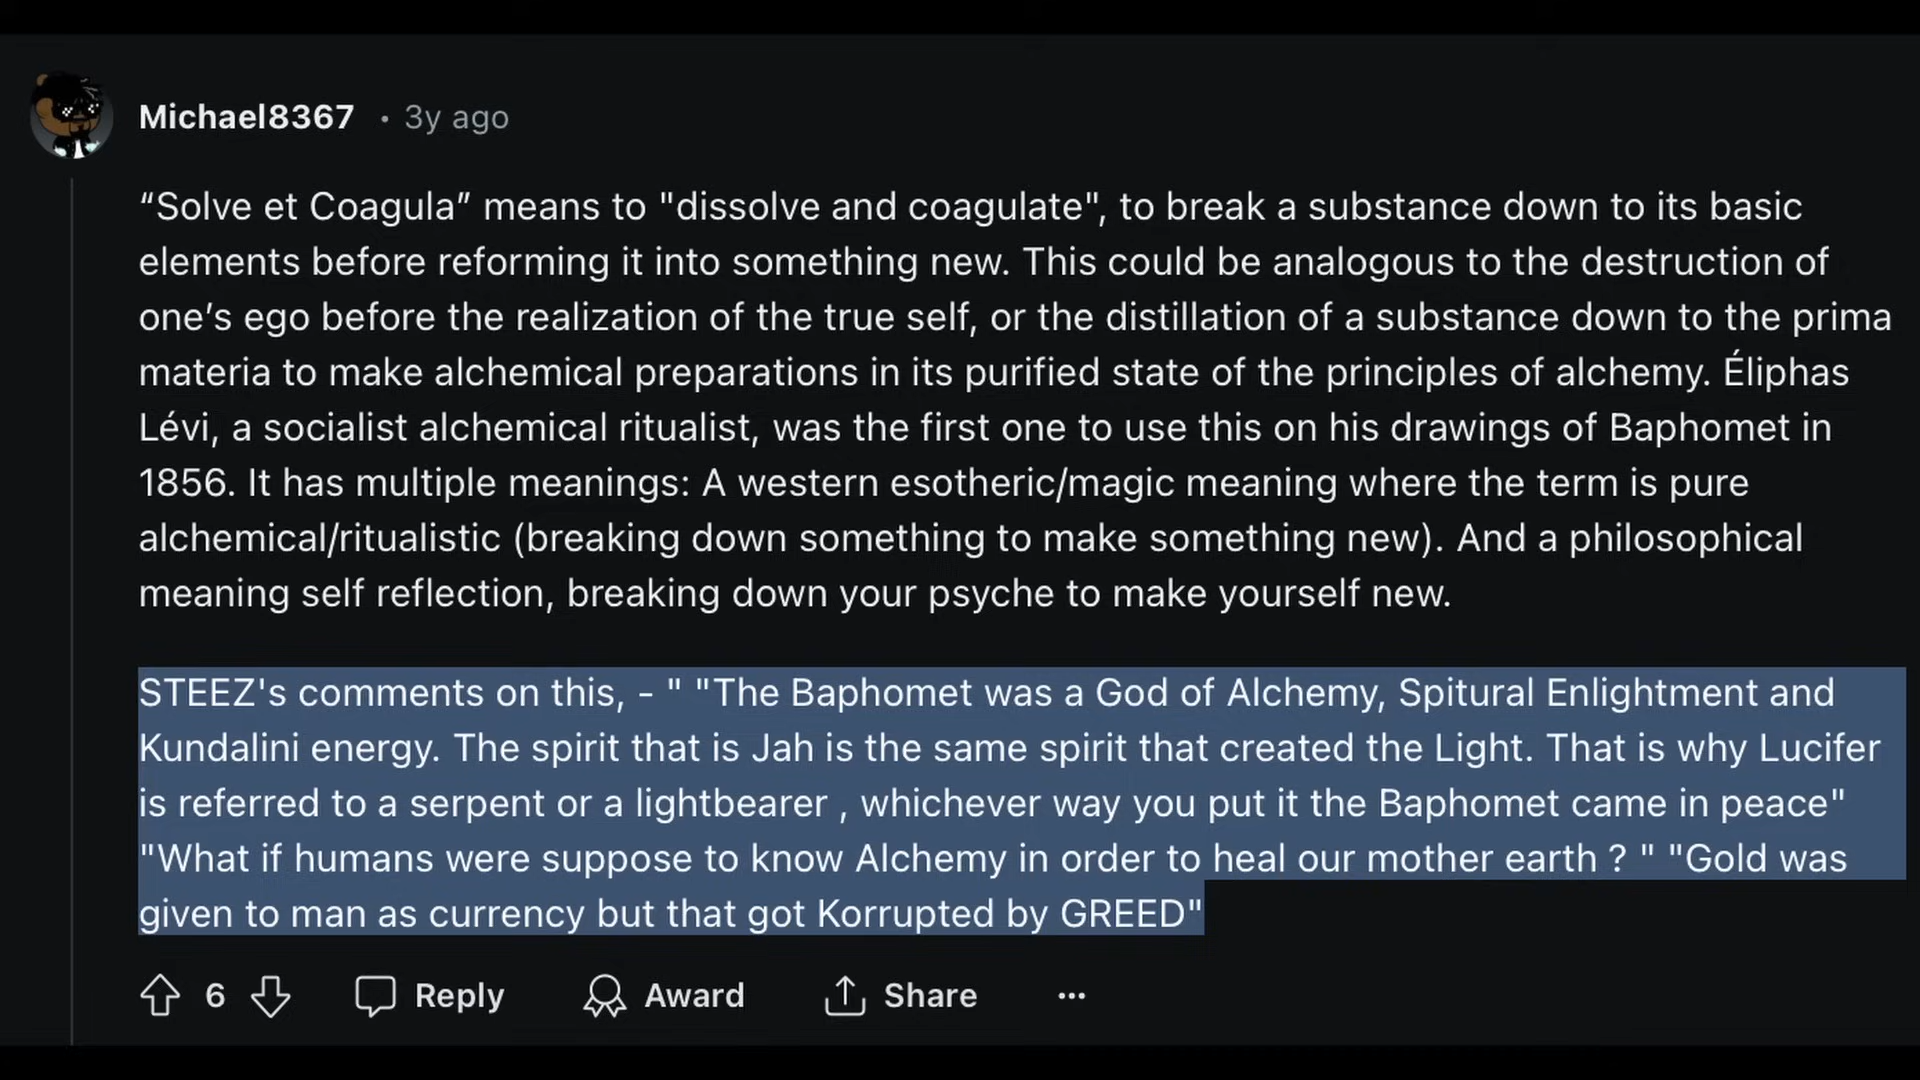 Michael8367 • 3y ago
“Solve et Coagula” means to "dissolve and coagulate", to break a substance down to its basic
elements before reforming it into something new. This could be analogous to the destruction of
one’s ego before the realization of the true self, or the distillation of a substance down to the prima
materia to make alchemical preparations in its purified state of the principles of alchemy. Éliphas
Lévi, a socialist alchemical ritualist, was the first one to use this on his drawings of Baphomet in
1856. It has multiple meanings: A western esotheric/magic meaning where the term is pure
alchemical/ritualistic (breaking down something to make something new). And a philosophical
meaning self reflection, breaking down your psyche to make yourself new.
STEEZ's comments on this, - " "The Baphomet was a God of Alchemy, Spitural Enlightment and
Kundalini energy. The spirit that is Jah is the same spirit that created the Light. That is why Lucifer
is referred to a serpent or a lightbearer , whichever way you put it the Baphomet came in peace"
"What if humans were suppose to know Alchemy in order to heal our mother earth ? " "Gold was
given to man as currency but that got Korrupted by GREED"
6 Reply Award Share ...